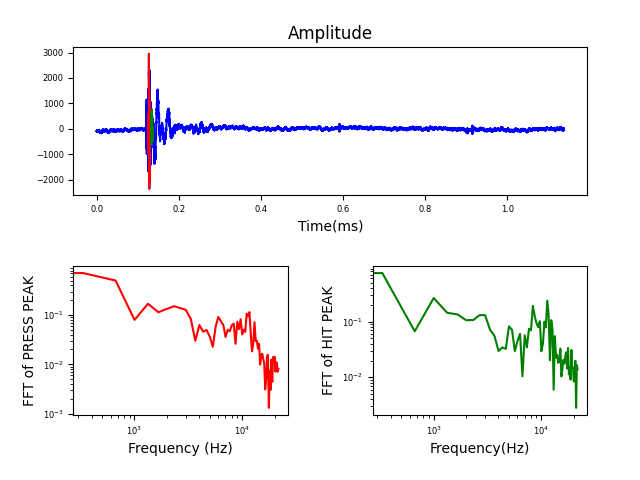 Amplitude
3000
2000
1000
0
−1000
−2000
0.0 0.2 0.4 0.6 0.8 1.0
Time(ms)
FFT of PRESS PEAK
10⁻¹
10⁻²
10⁻³
10³ 10⁴
Frequency (Hz)
FFT of HIT PEAK
10⁻¹
10⁻²
10³ 10⁴
Frequency(Hz)